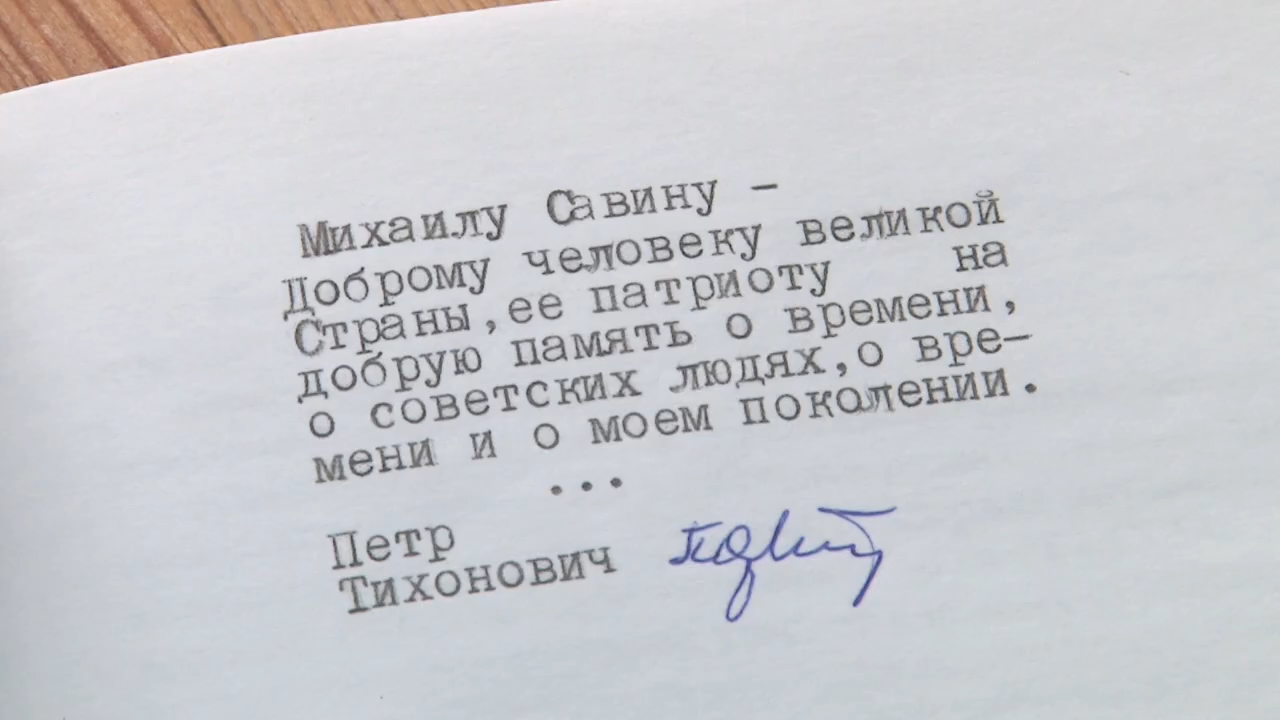 Михаилу Савину –
Доброму человеку великой
Страны,ее патриоту на
добрую память о времени,
о советских людях,о вре–
мени и о моем поколении.
...
Петр
Тихонович